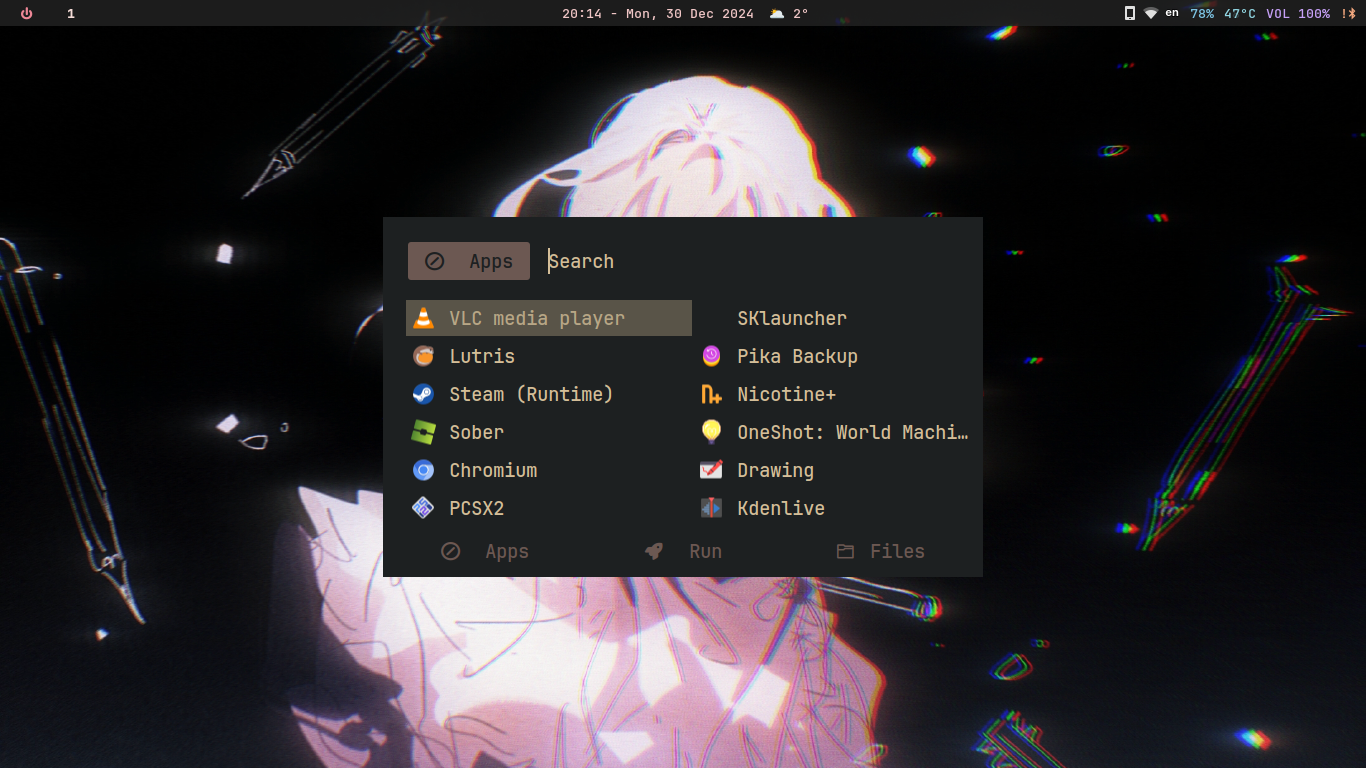 1 20:14 - Mon, 30 Dec 2024 2° en 78% 47°C VOL 100% !
Apps Search
VLC media player SKlauncher
Lutris Pika Backup
Steam (Runtime) Nicotine+
Sober OneShot: World Machi…
Chromium Drawing
PCSX2 Kdenlive
Apps Run Files